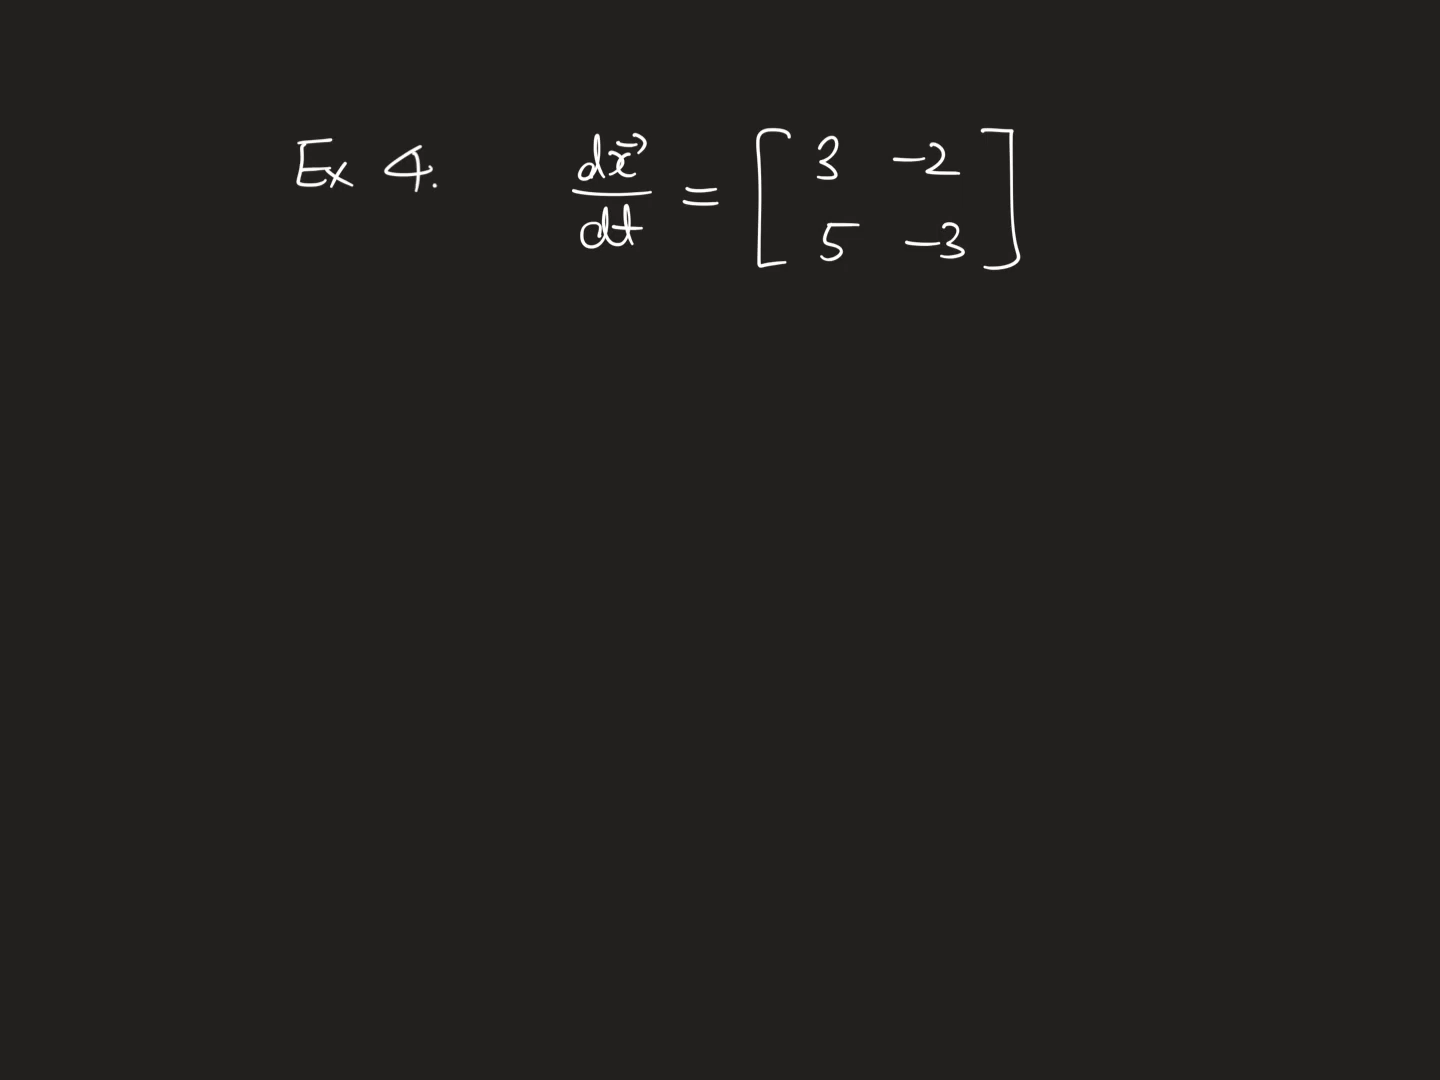 Ex 4. dx⃗/dt = [ 3 -2
5 -3 ]